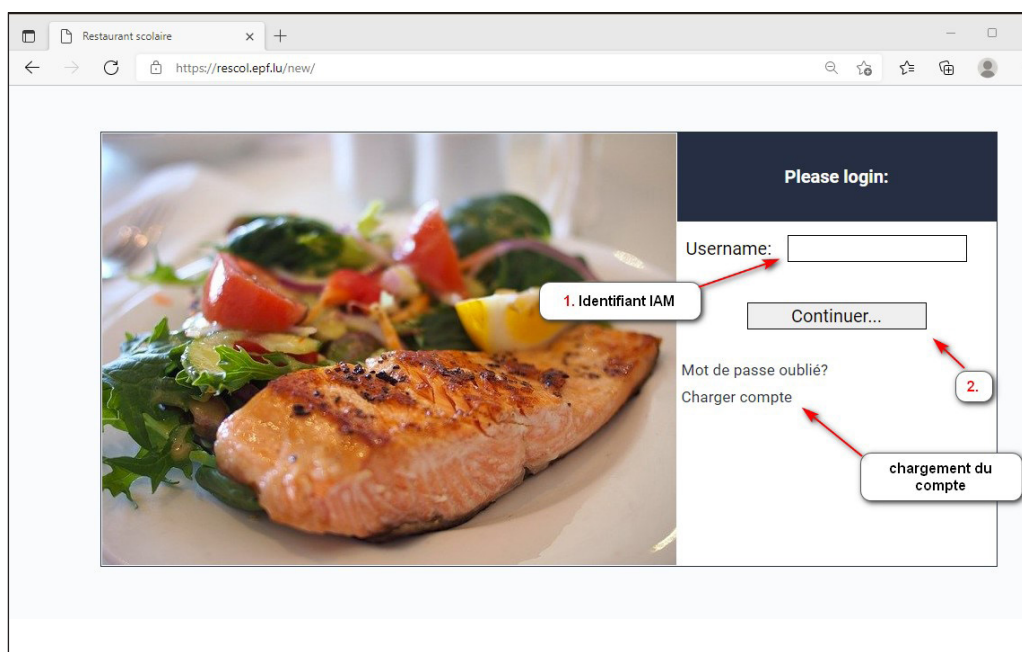 Restaurant scolaire
https://rescol.epf.lu/new/
Please login:
Username:
1. Identifiant IAM
Continuer...
Mot de passe oublié?
2.
Charger compte
chargement du
compte